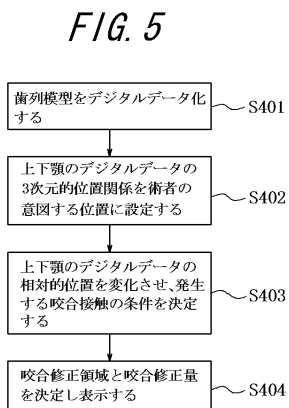 FIG. 5
歯列模型をデジタルデータ化
する
S401
上下顎のデジタルデータの
3次元的位置関係を術者の
意図する位置に設定する
S402
上下顎のデジタルデータの
相対的位置を変化させ、発生
する咬合接触の条件を決定
する
S403
咬合修正領域と咬合修正量
を決定し表示する
S404